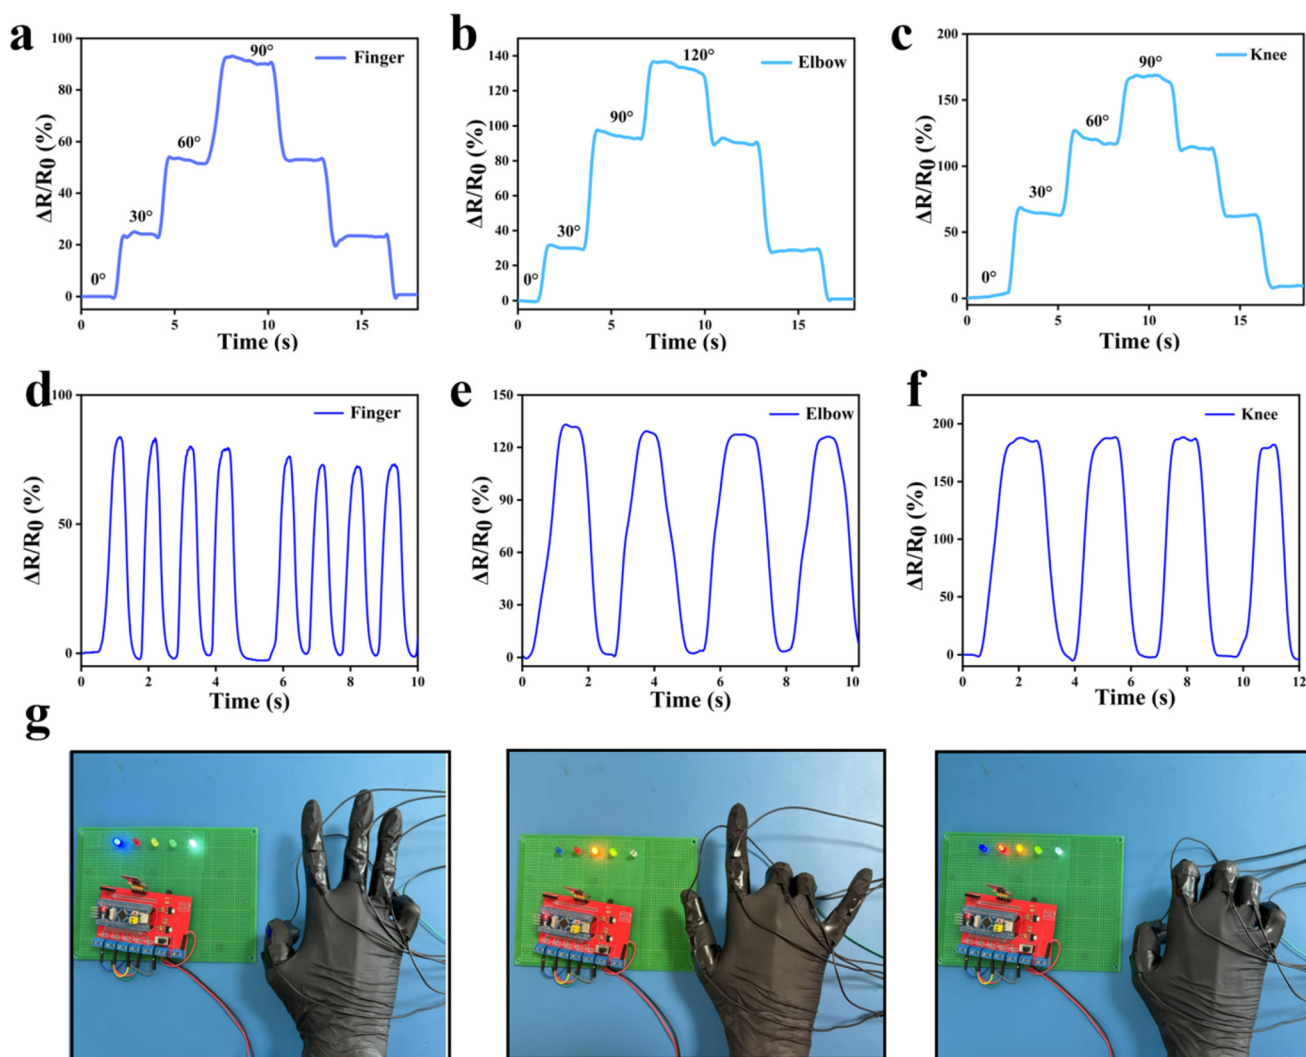 a
100
80
60
40
20
0
ΔR/R0 (%)
0°
30°
60°
90°
Finger
0 5 10 15
Time (s)
b
140
120
100
80
60
40
20
0
ΔR/R0 (%)
0°
30°
90°
120°
Elbow
0 5 10 15
Time (s)
c
200
150
100
50
0
ΔR/R0 (%)
0°
30°
60°
90°
Knee
0 5 10 15
Time (s)
d
100
50
0
ΔR/R0 (%)
Finger
0 2 4 6 8 10
Time (s)
e
150
120
90
60
30
0
ΔR/R0 (%)
Elbow
0 2 4 6 8 10
Time (s)
f
200
150
100
50
0
ΔR/R0 (%)
Knee
0 2 4 6 8 10 12
Time (s)
g